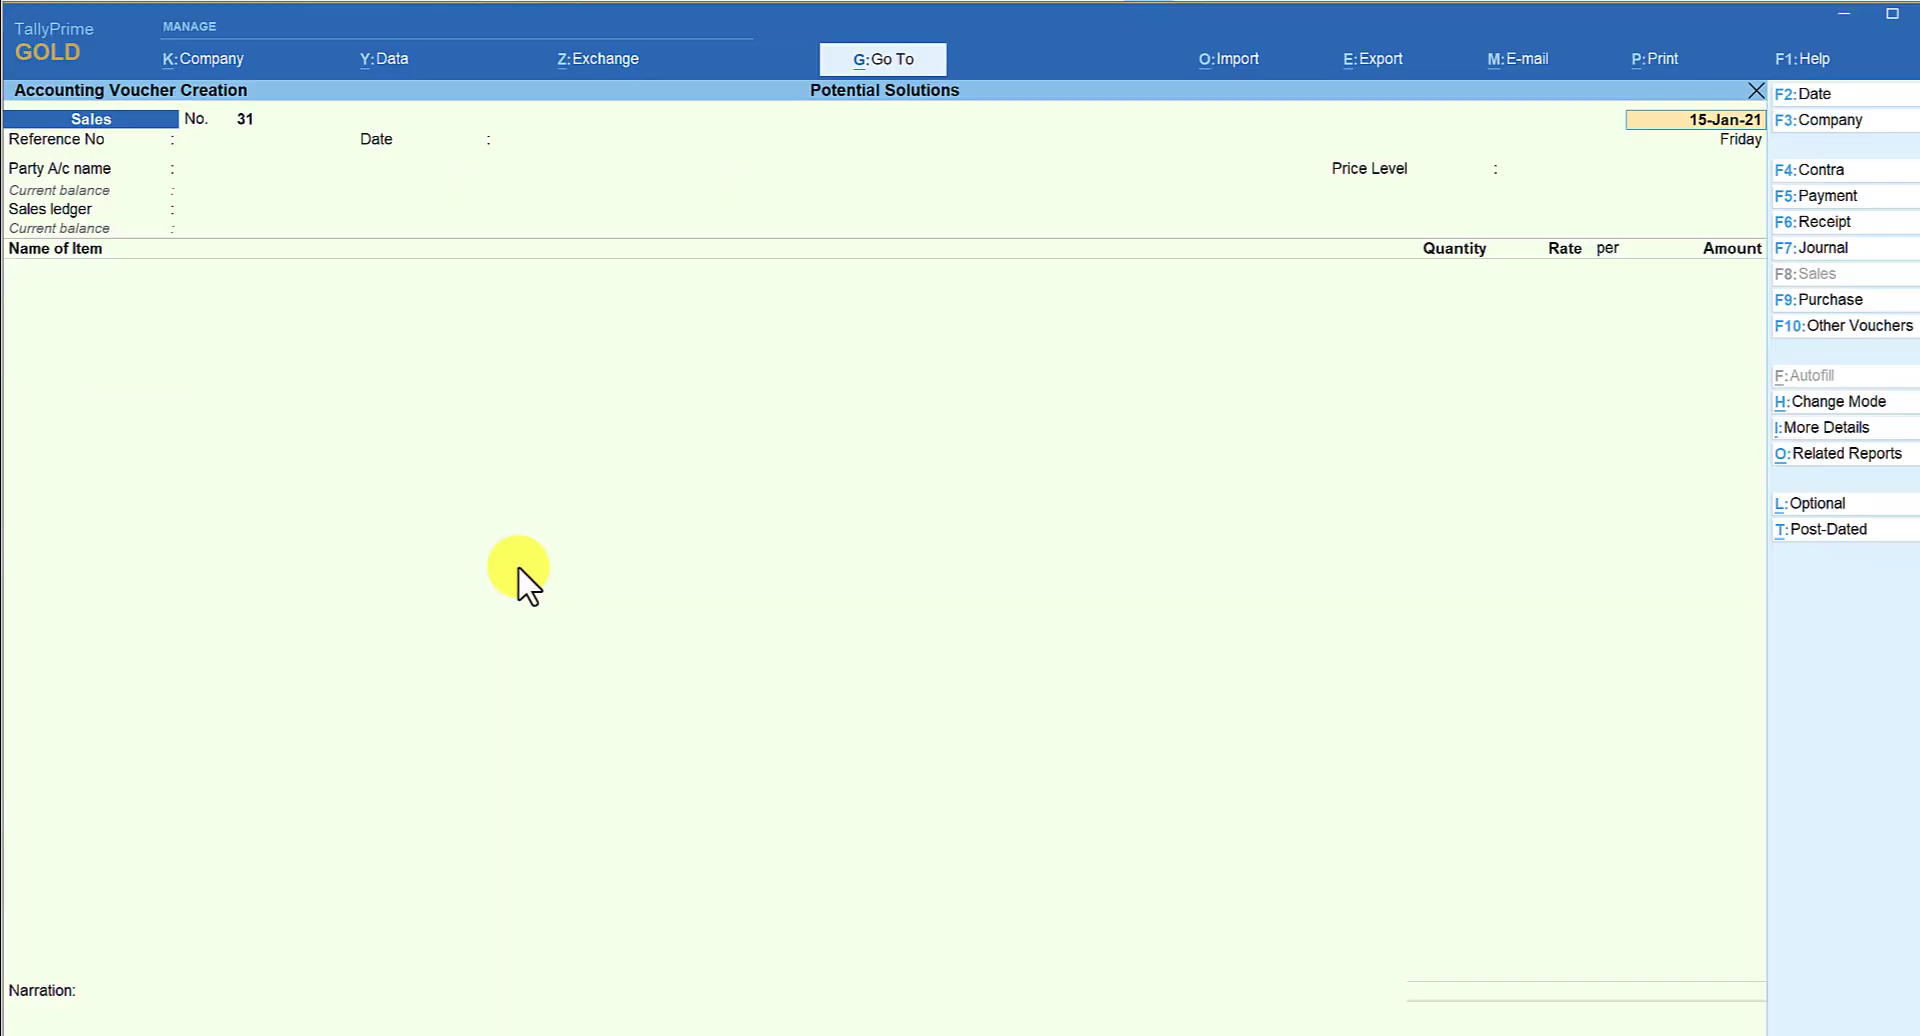 TallyPrime
GOLD
MANAGE
K:Company Y:Data Z:Exchange G:Go To O:Import E:Export M:E-mail P:Print F1:Help
Accounting Voucher Creation Potential Solutions
Sales No. 31 15-Jan-21
Reference No : Date : Friday
Party A/c name : Price Level :
Current balance :
Sales ledger :
Current balance :
Name of Item Quantity Rate per Amount
Narration:
F2:Date
F3:Company
F4:Contra
F5:Payment
F6:Receipt
F7:Journal
F8:Sales
F9:Purchase
F10:Other Vouchers
F:Autofill
H:Change Mode
I:More Details
O:Related Reports
L:Optional
T:Post-Dated